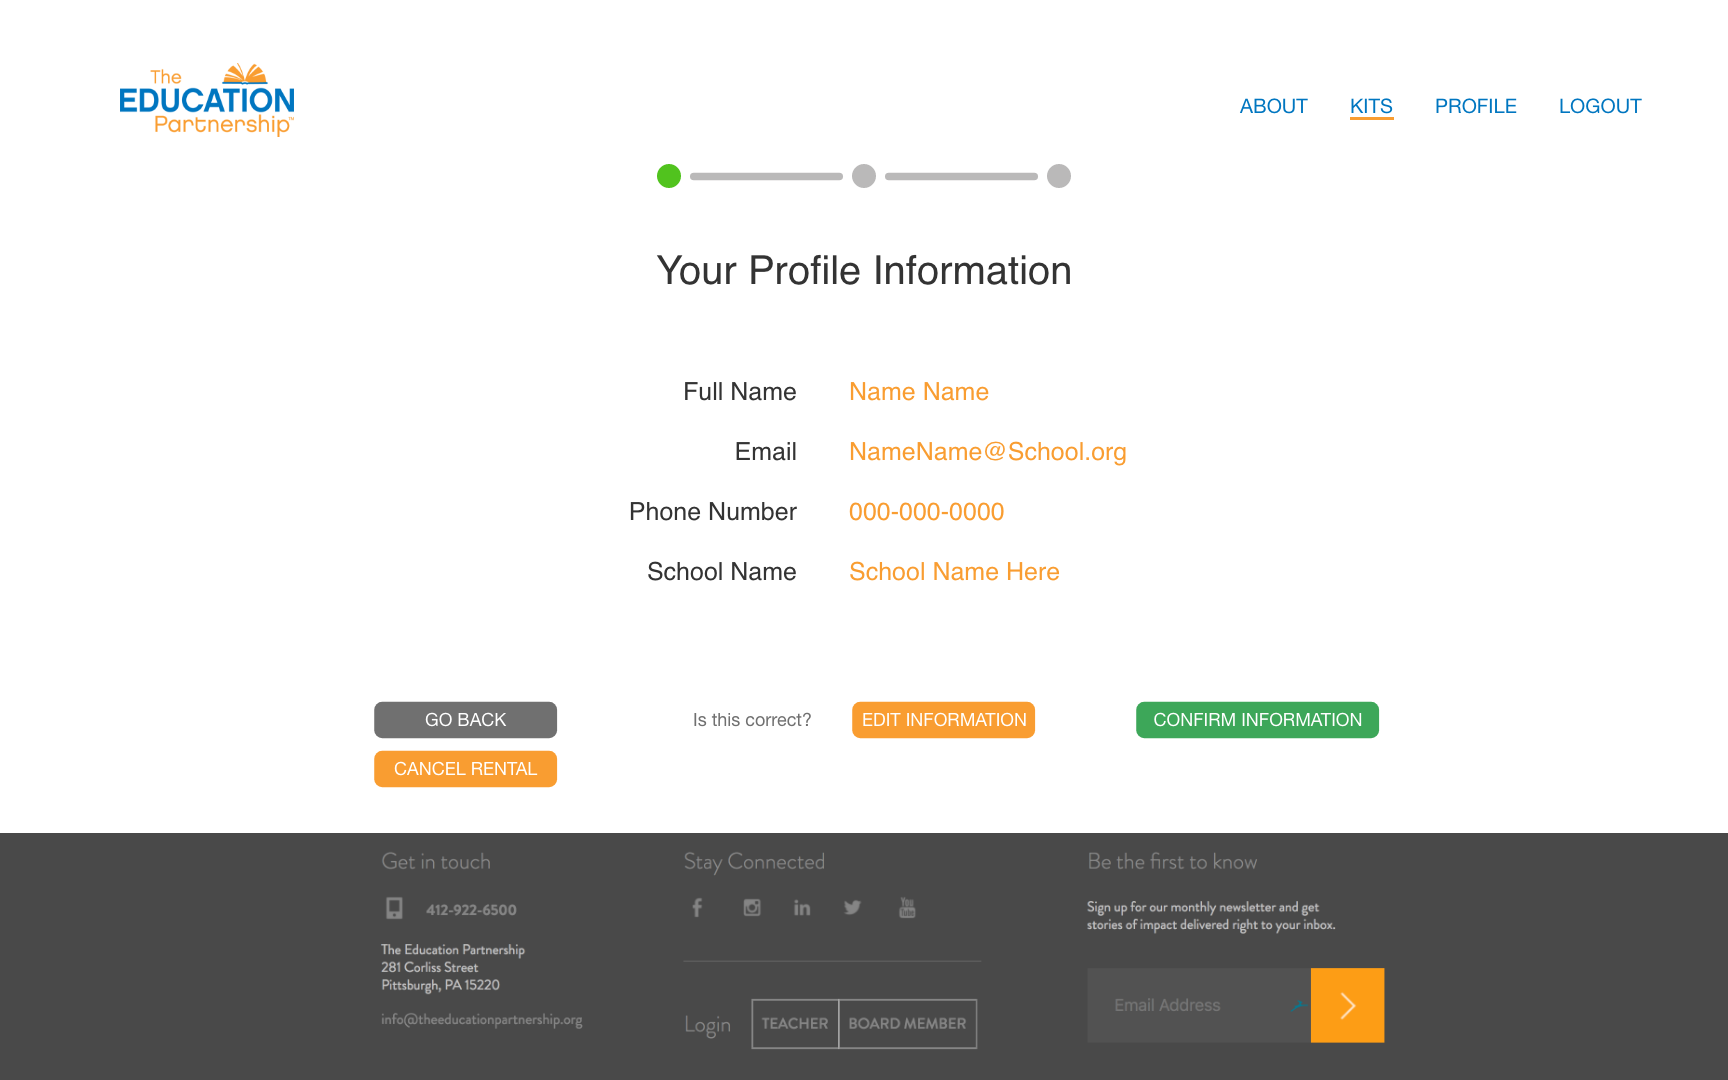 The
EDUCATION
Partnership™
ABOUT KITS PROFILE LOGOUT
Your Profile Information
Full Name Name Name
Email NameName@School.org
Phone Number 000-000-0000
School Name School Name Here
GO BACK Is this correct? EDIT INFORMATION CONFIRM INFORMATION
CANCEL RENTAL
Get in touch
412-922-6500
The Education Partnership
281 Corliss Street
Pittsburgh, PA 15220
info@theeducationpartnership.org
Stay Connected
You
Tube
Login TEACHER BOARD MEMBER
Be the first to know
Sign up for our monthly newsletter and get
stories of impact delivered right to your inbox.
Email Address